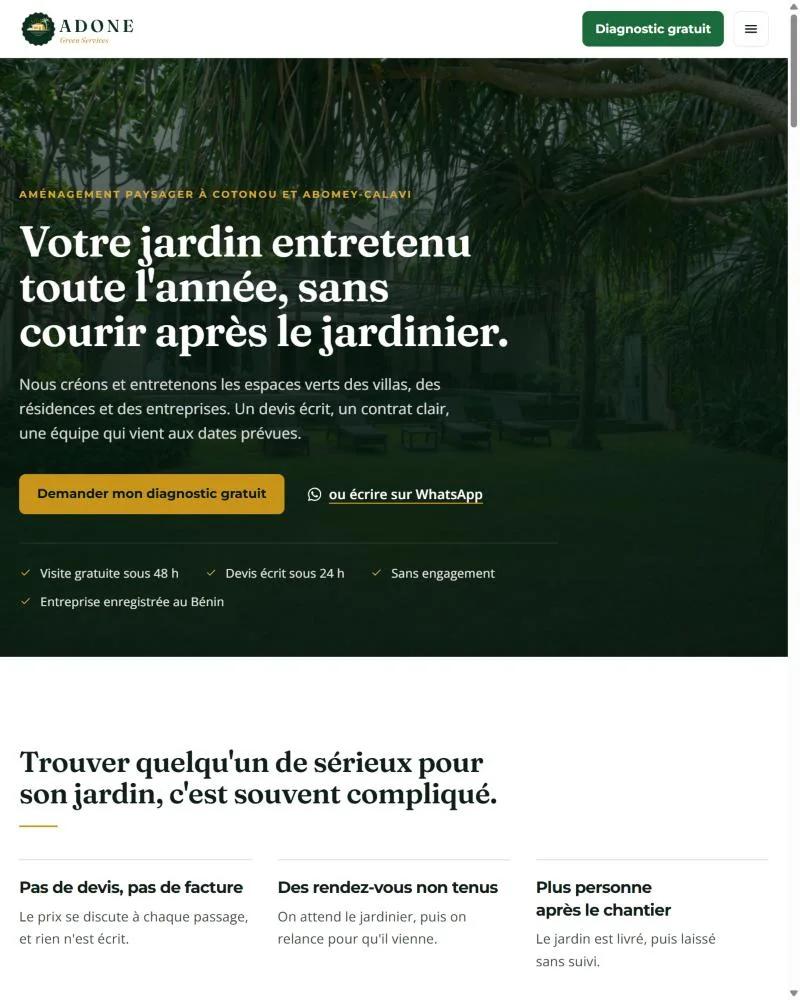 ADONE
Green Services
Diagnostic gratuit
AMÉNAGEMENT PAYSAGER À COTONOU ET ABOMEY-CALAVI
Votre jardin entretenu
toute l'année, sans
courir après le jardinier.
Nous créons et entretenons les espaces verts des villas, des
résidences et des entreprises. Un devis écrit, un contrat clair,
une équipe qui vient aux dates prévues.
Demander mon diagnostic gratuit
ou écrire sur WhatsApp
Visite gratuite sous 48 h
Devis écrit sous 24 h
Sans engagement
Entreprise enregistrée au Bénin
Trouver quelqu'un de sérieux pour
son jardin, c'est souvent compliqué.
Pas de devis, pas de facture
Le prix se discute à chaque passage,
et rien n'est écrit.
Des rendez-vous non tenus
On attend le jardinier, puis on
relance pour qu'il vienne.
Plus personne
après le chantier
Le jardin est livré, puis laissé
sans suivi.